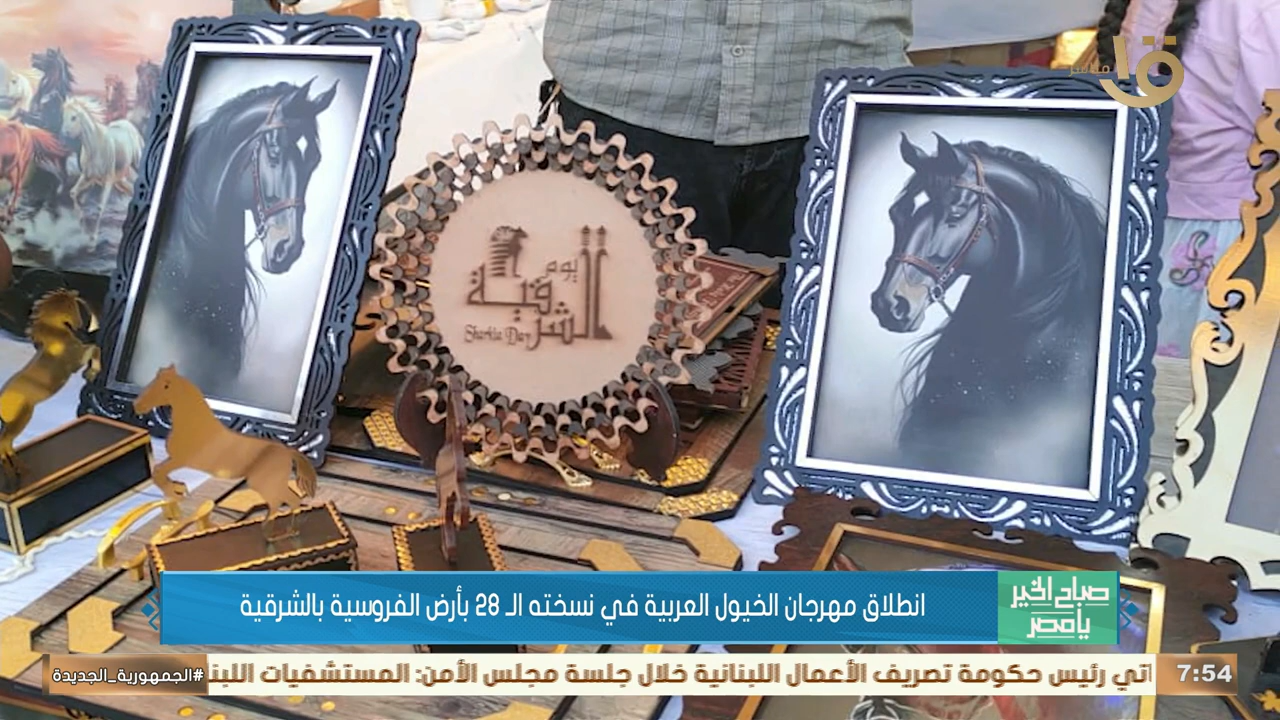 مباشر
يوم
الشرقية
Sharkia Day
صباح الخير
يا مصر
انطلاق مهرجان الخيول العربية في نسخته الـ 28 بأرض الفروسية بالشرقية
7:54
اتي رئيس حكومة تصريف الأعمال اللبنانية خلال جلسة مجلس الأمن: المستشفيات اللبنا
#الجمهورية_الجديدة